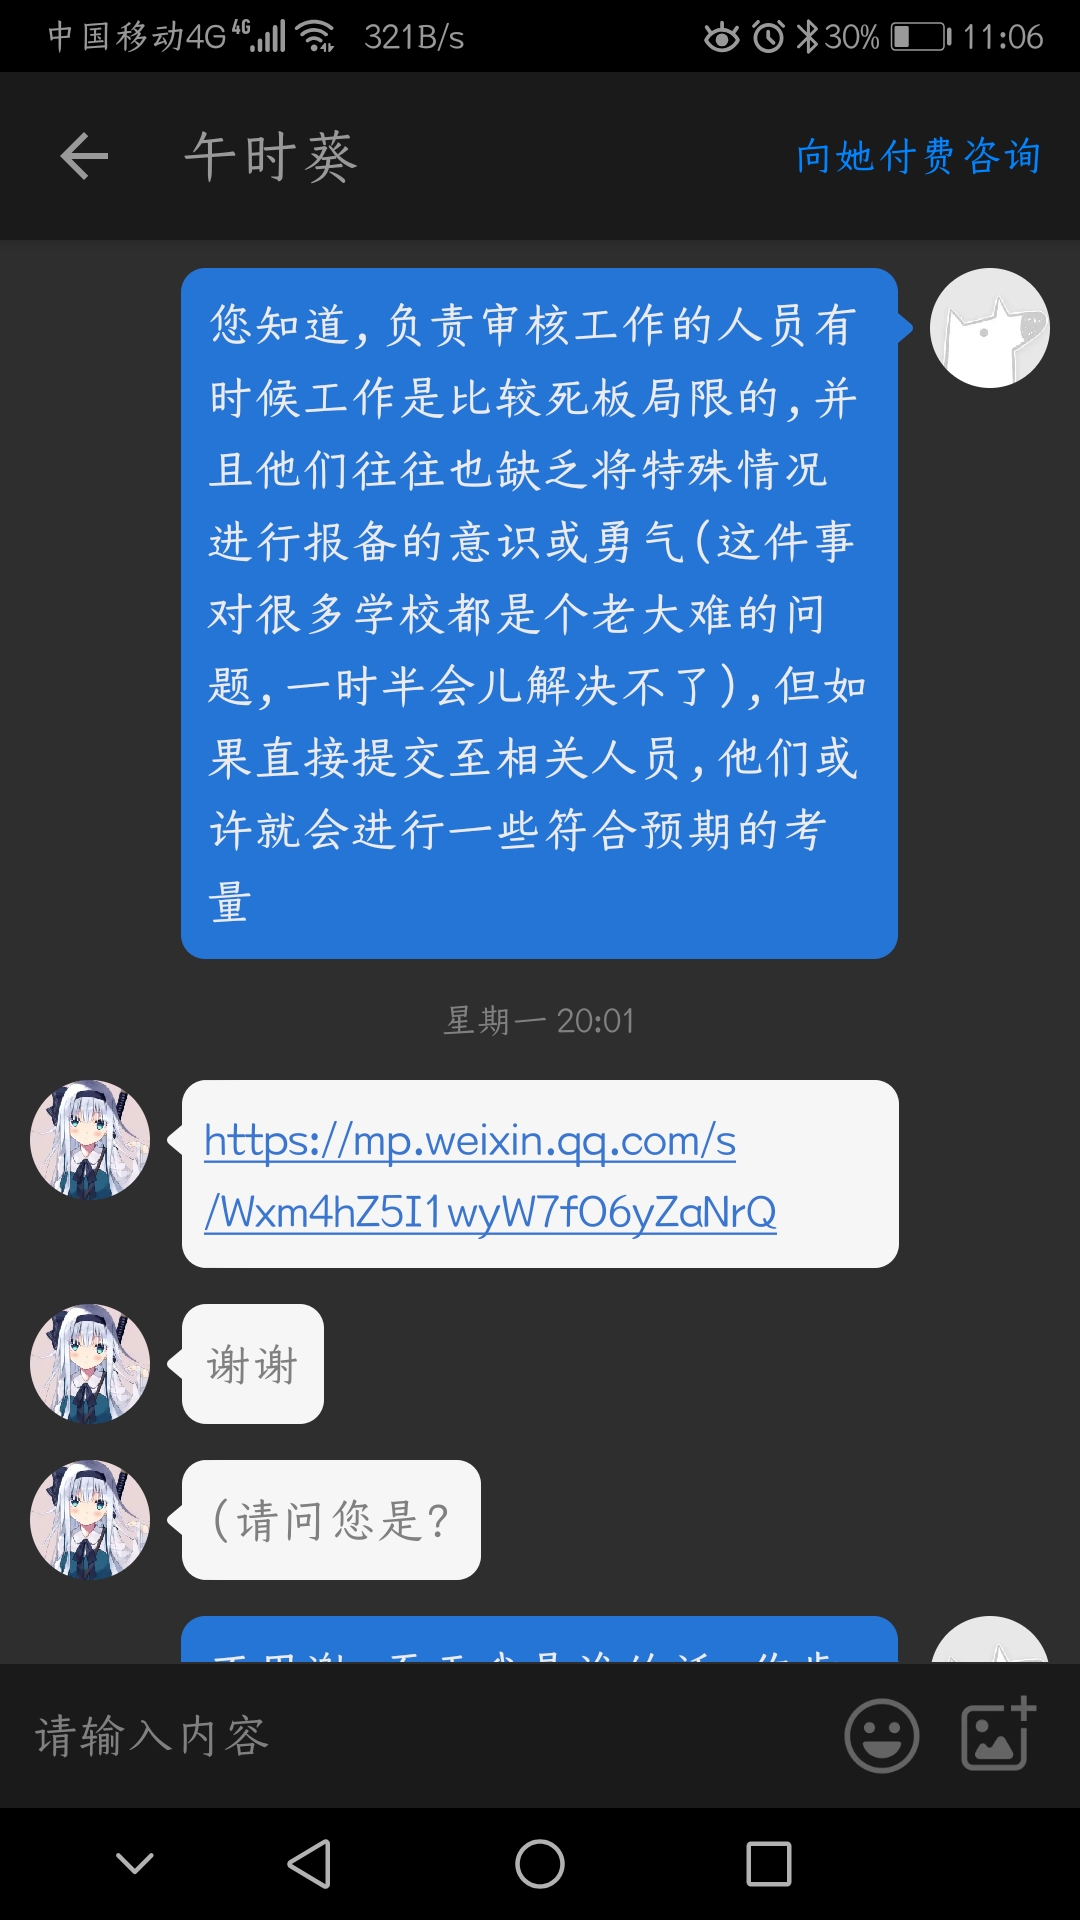 中国移动4G 4G 321B/s 30% 11:06
午时葵 向她付费咨询
您知道,负责审核工作的人员有
时候工作是比较死板局限的,并
且他们往往也缺乏将特殊情况
进行报备的意识或勇气(这件事
对很多学校都是个老大难的问
题,一时半会儿解决不了),但如
果直接提交至相关人员,他们或
许就会进行一些符合预期的考
量
星期一 20:01
https://mp.weixin.qq.com/s
/Wxm4hZ5I1wyW7fO6yZaNrQ
谢谢
(请问您是?
请输入内容